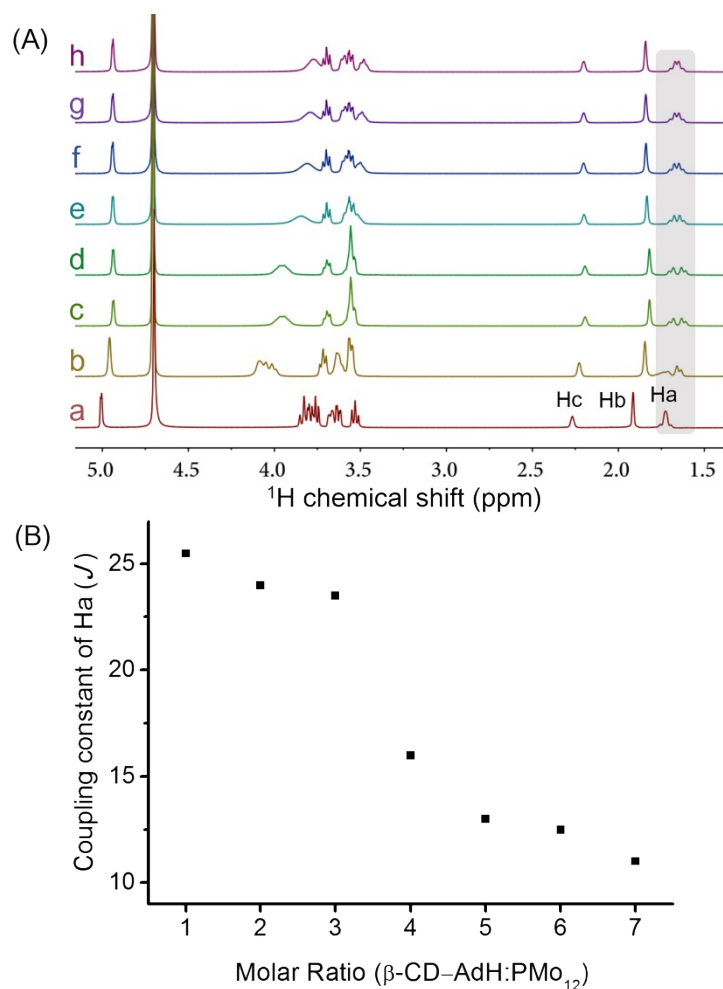 (A)
h
g
f
e
d
c
b
a
Hc Hb Ha
5.0 4.5 4.0 3.5 3.0 2.5 2.0 1.5
¹H chemical shift (ppm)
(B)
Coupling constant of Ha (J)
25
20
15
10
1 2 3 4 5 6 7
Molar Ratio (β-CD–AdH:PMo₁₂)